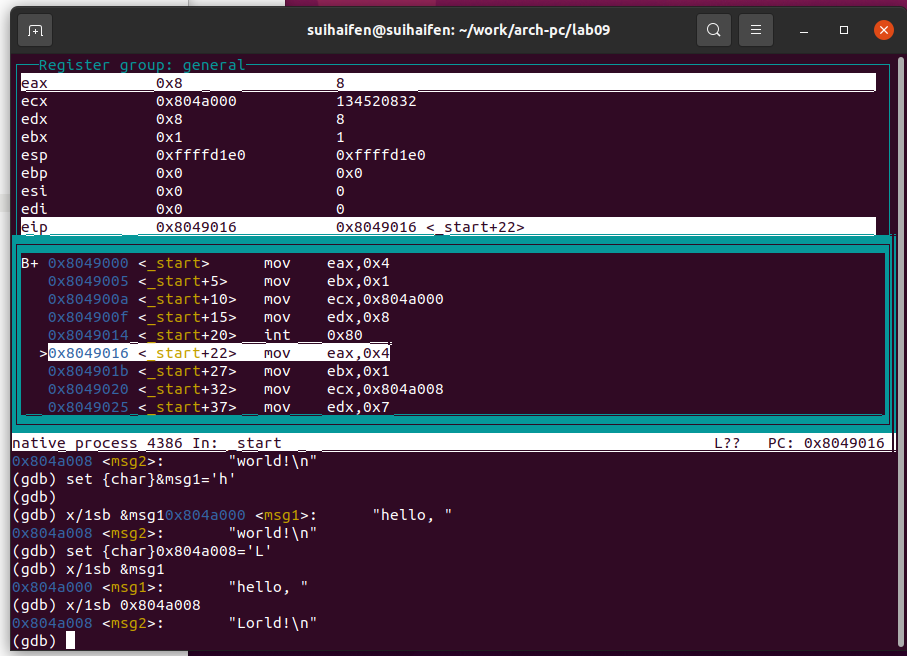 suihaifen@suihaifen: ~/work/arch-pc/lab09
Register group: general
eax 0x8 8
ecx 0x804a000 134520832
edx 0x8 8
ebx 0x1 1
esp 0xffffd1e0 0xffffd1e0
ebp 0x0 0x0
esi 0x0 0
edi 0x0 0
eip 0x8049016 0x8049016 <_start+22>
B+ 0x8049000 <_start> mov eax,0x4
0x8049005 <_start+5> mov ebx,0x1
0x804900a <_start+10> mov ecx,0x804a000
0x804900f <_start+15> mov edx,0x8
0x8049014 <_start+20> int 0x80
>0x8049016 <_start+22> mov eax,0x4
0x804901b <_start+27> mov ebx,0x1
0x8049020 <_start+32> mov ecx,0x804a008
0x8049025 <_start+37> mov edx,0x7
native process 4386 In: _start L?? PC: 0x8049016
0x804a008 <msg2>: "world!\n"
(gdb) set {char}&msg1='h'
(gdb)
(gdb) x/1sb &msg10x804a000 <msg1>: "hello, "
0x804a008 <msg2>: "world!\n"
(gdb) set {char}0x804a008='L'
(gdb) x/1sb &msg1
0x804a000 <msg1>: "hello, "
(gdb) x/1sb 0x804a008
0x804a008 <msg2>: "Lorld!\n"
(gdb)